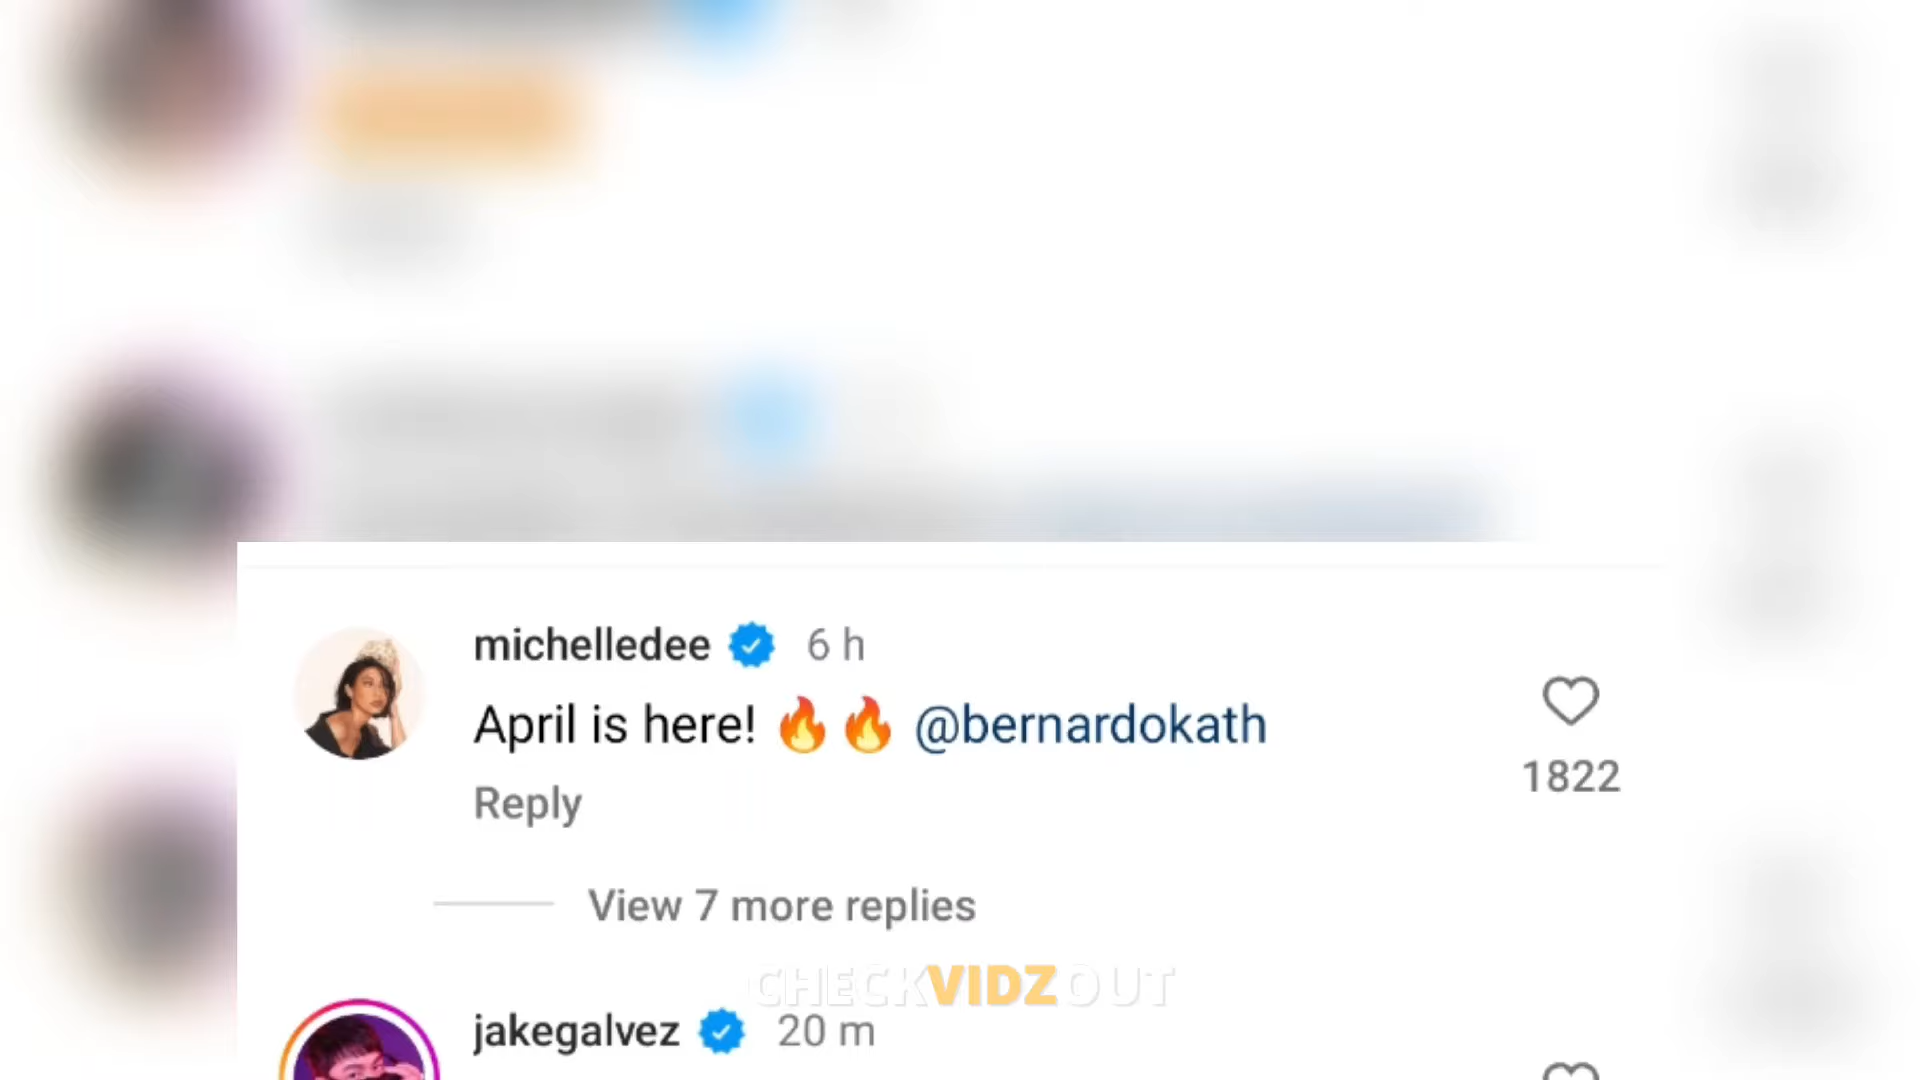 michelledee 6 h
April is here! 🔥🔥 @bernardokath
1822
Reply
View 7 more replies
CHECKVIDZOUT
jakegalvez 20 m